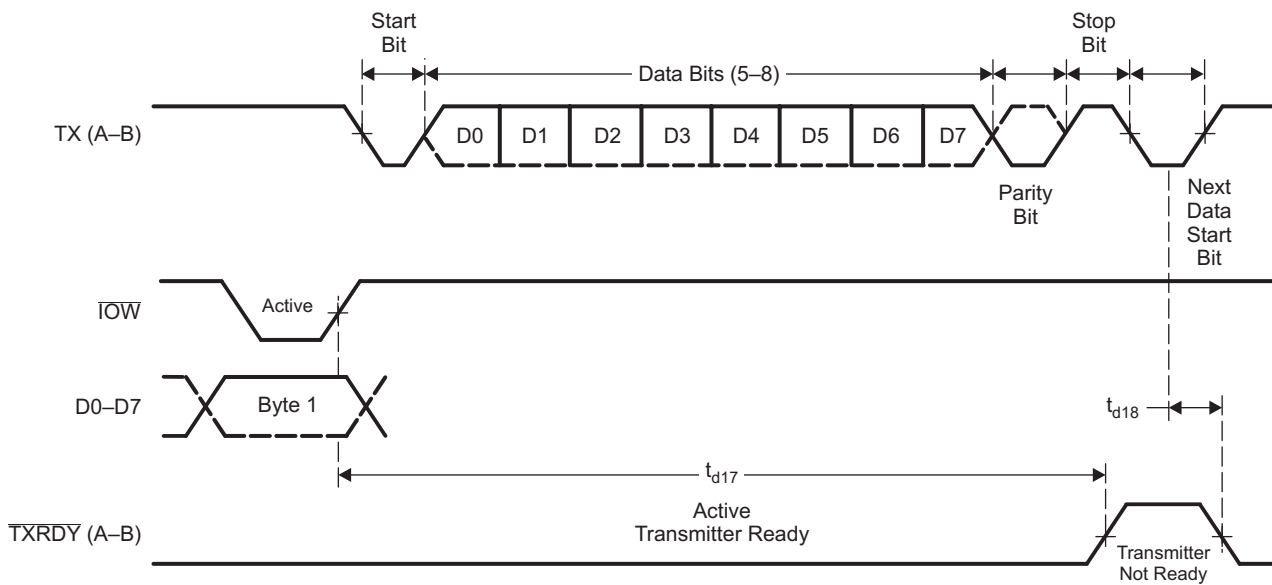 Start
Bit
Data Bits (5–8)
Stop
Bit
TX (A–B)
D0 D1 D2 D3 D4 D5 D6 D7
Parity
Bit
Next
Data
Start
Bit
IOW
Active
D0–D7
Byte 1
td18
td17
TXRDY (A–B)
Active
Transmitter Ready
Transmitter
Not Ready